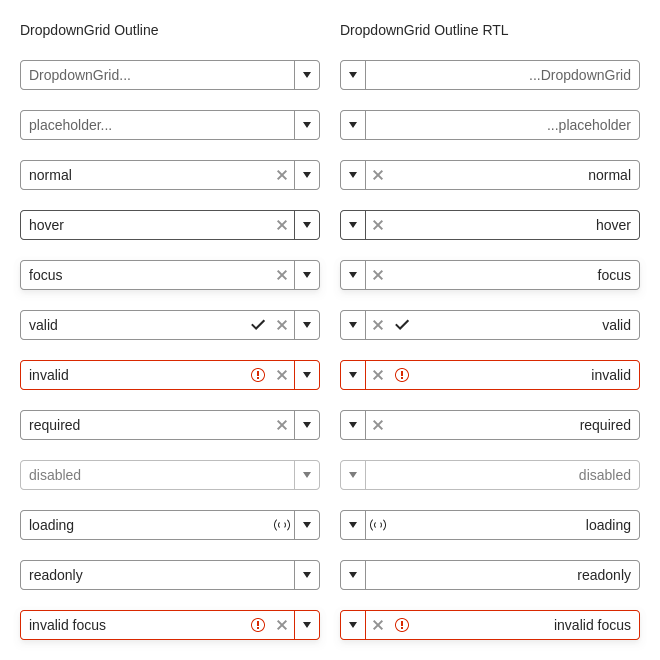 DropdownGrid Outline
DropdownGrid...
placeholder...
normal
hover
focus
valid
invalid
required
disabled
loading
readonly
invalid focus
DropdownGrid Outline RTL
...DropdownGrid
...placeholder
normal
hover
focus
valid
invalid
required
disabled
loading
readonly
invalid focus